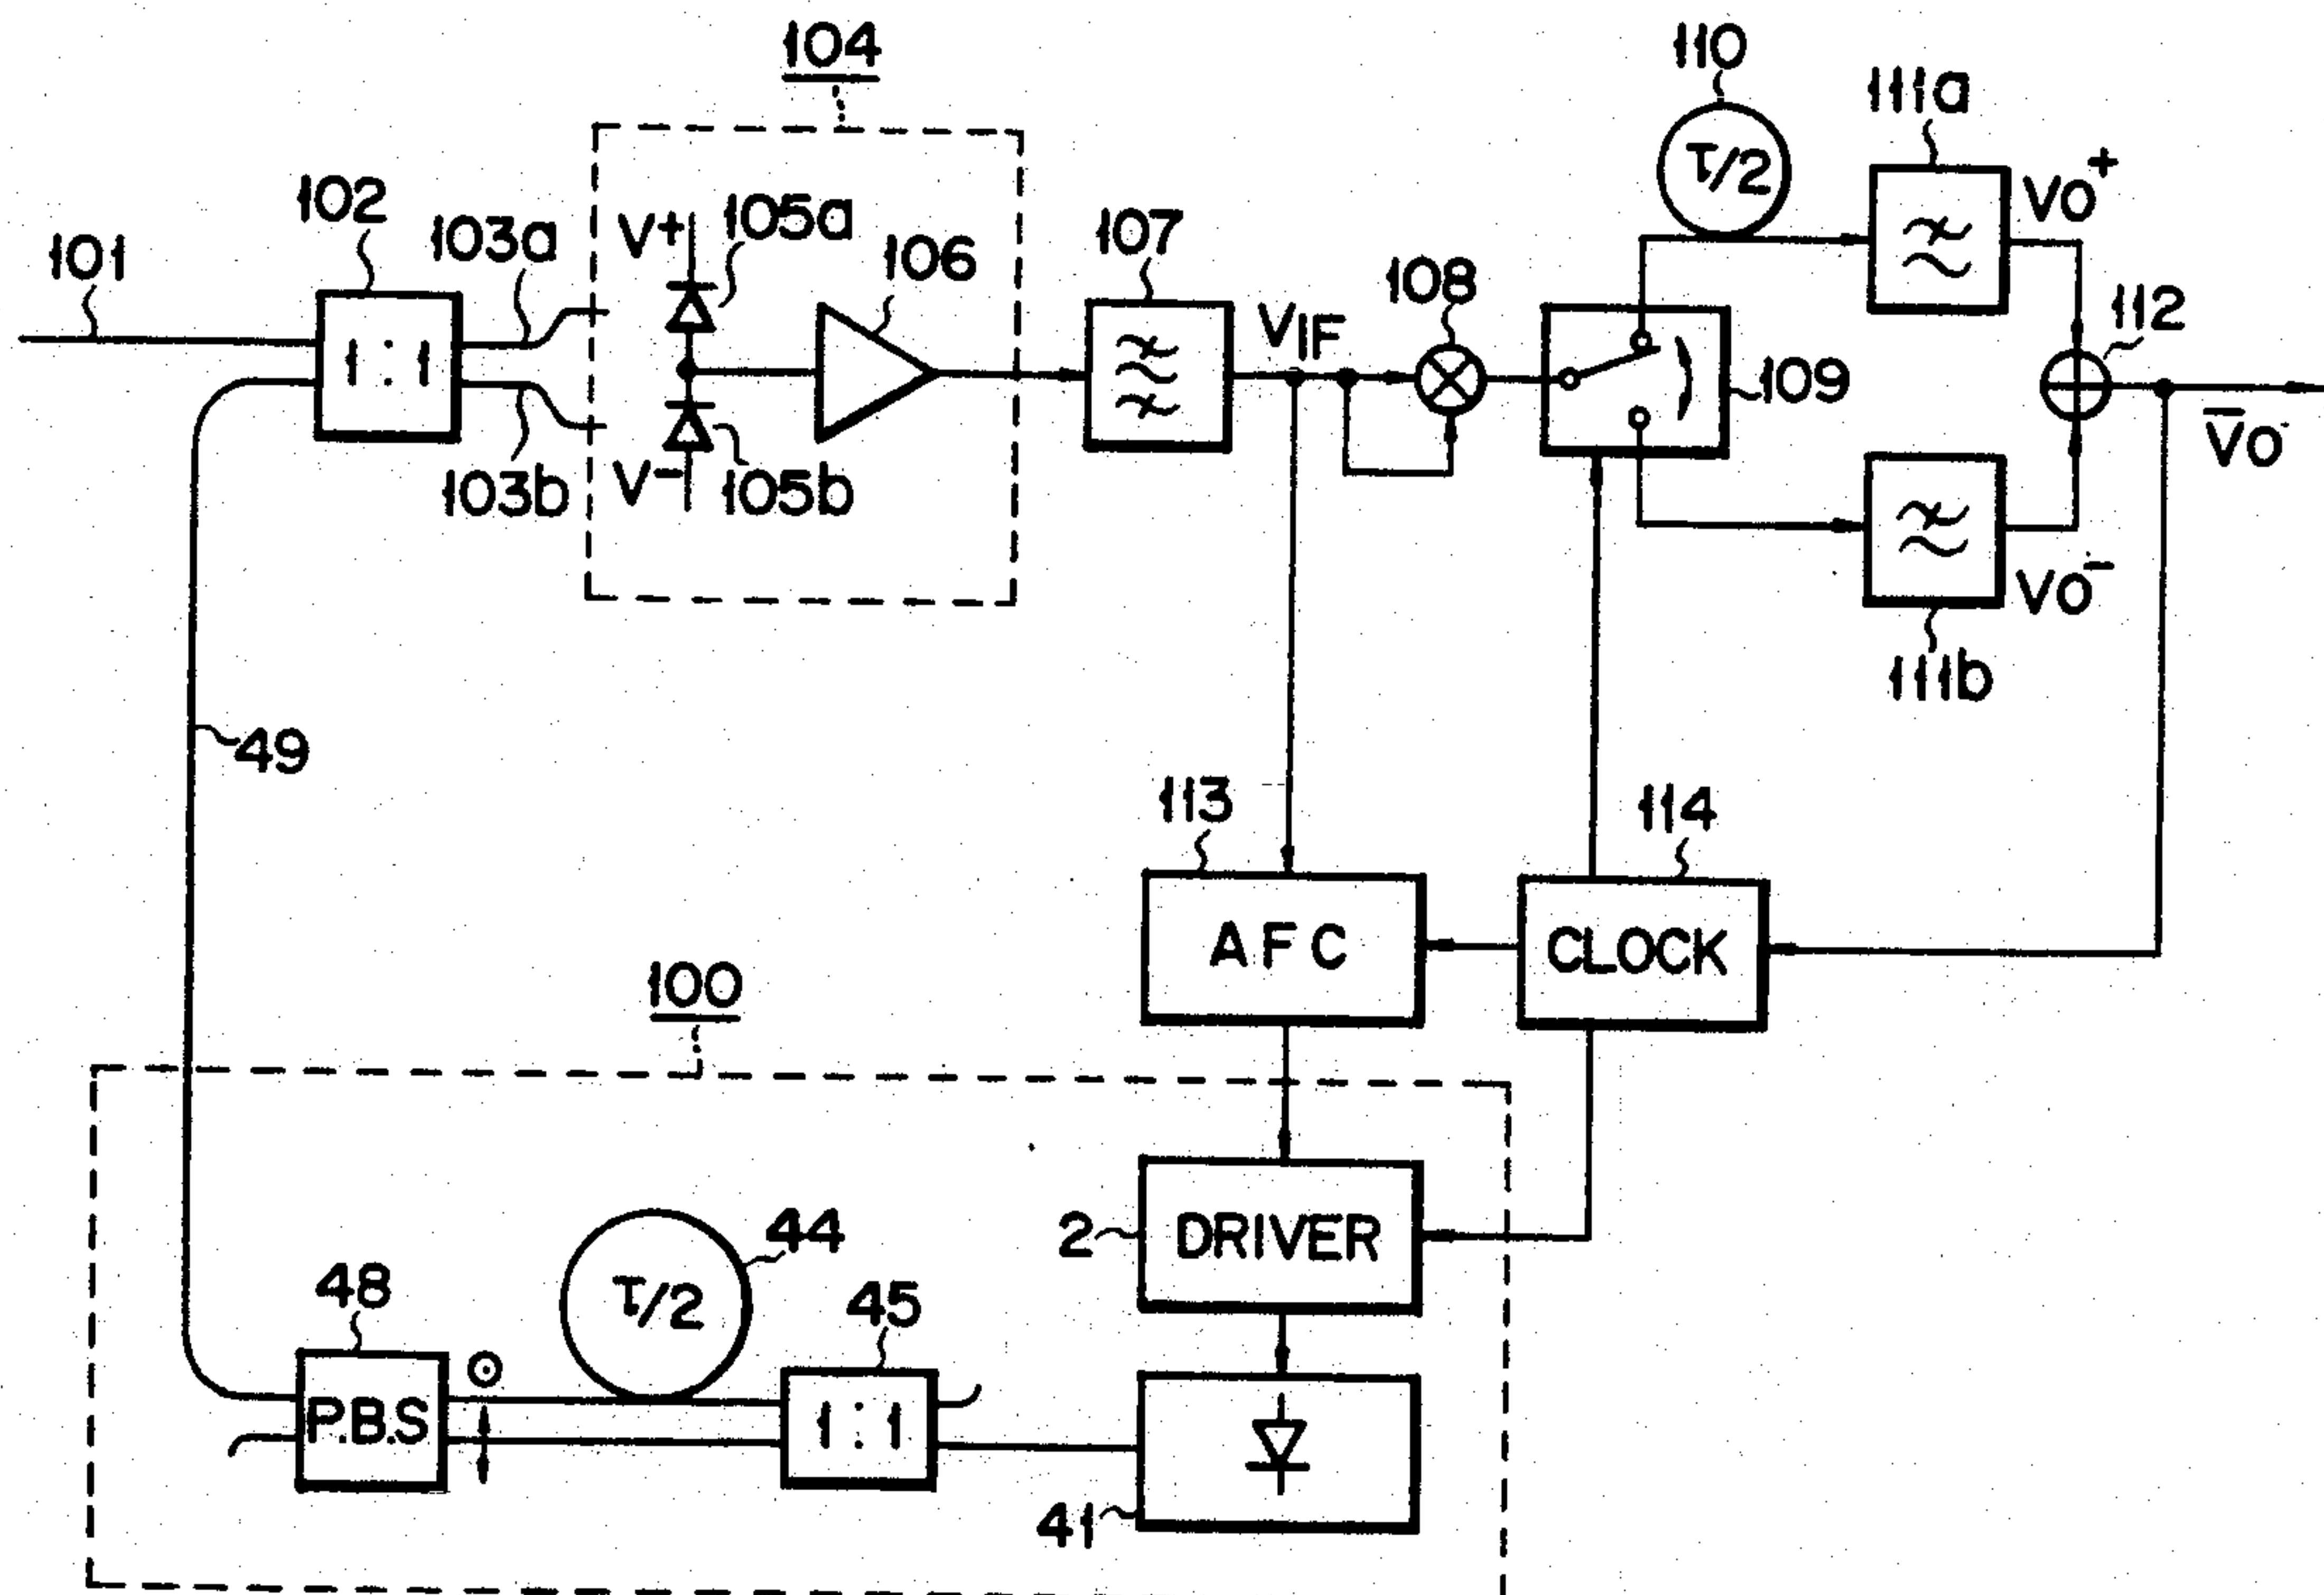 104
110
111a
τ/2
102
V+
105a
VO+
101
103a
106
107
108
112
VIF
1:1
109
V̅O
103b
V−
105b
VO−
111b
49
113
114
AFC
CLOCK
100
44
2
DRIVER
48
τ/2
45
P.B.S
1:1
41